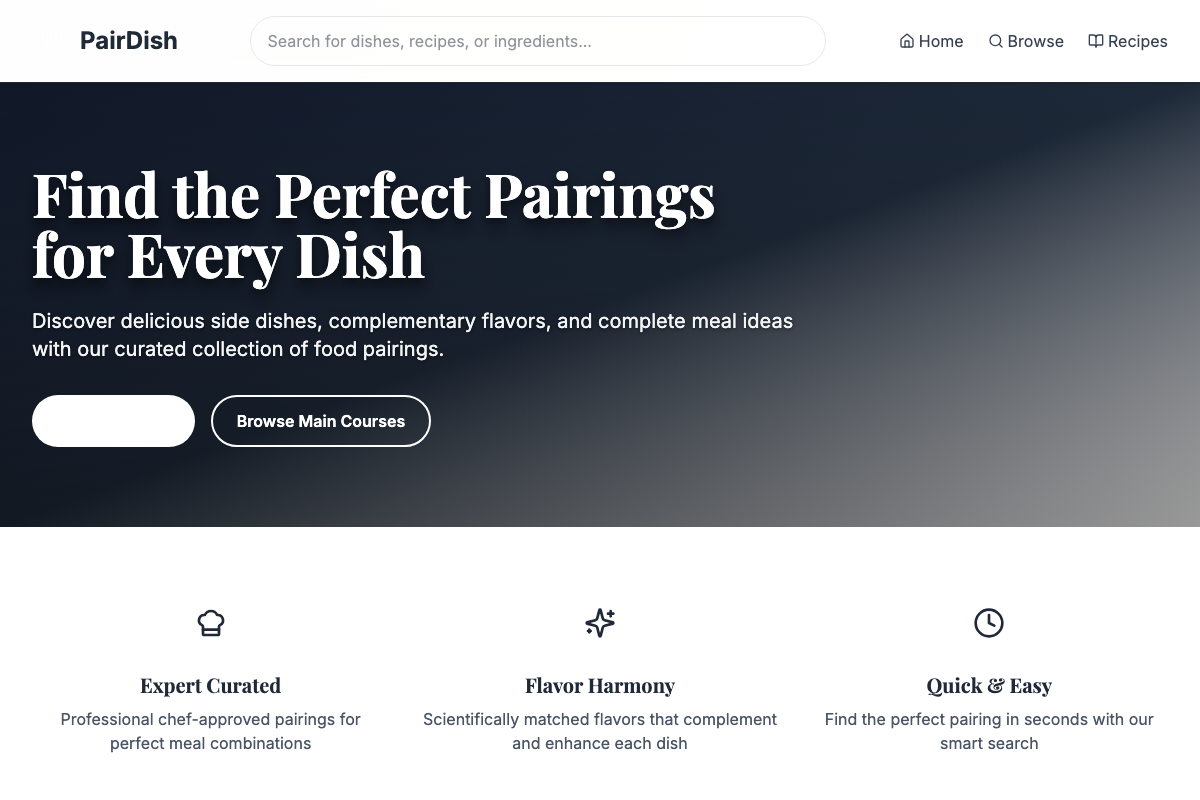 PairDish
Search for dishes, recipes, or ingredients...
Home
Browse
Recipes
Find the Perfect Pairings
for Every Dish
Discover delicious side dishes, complementary flavors, and complete meal ideas
with our curated collection of food pairings.
Browse Main Courses
Expert Curated
Professional chef-approved pairings for
perfect meal combinations
Flavor Harmony
Scientifically matched flavors that complement
and enhance each dish
Quick & Easy
Find the perfect pairing in seconds with our
smart search